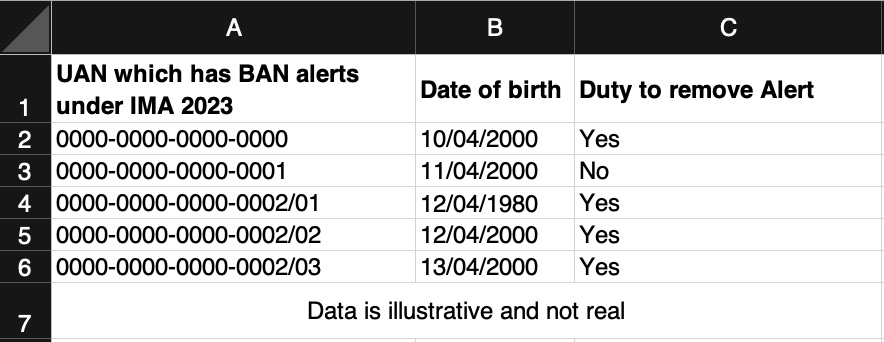 A B C
1 UAN which has BAN alerts under IMA 2023 Date of birth Duty to remove Alert
2 0000-0000-0000-0000 10/04/2000 Yes
3 0000-0000-0000-0001 11/04/2000 No
4 0000-0000-0000-0002/01 12/04/1980 Yes
5 0000-0000-0000-0002/02 12/04/2000 Yes
6 0000-0000-0000-0002/03 13/04/2000 Yes
7 Data is illustrative and not real